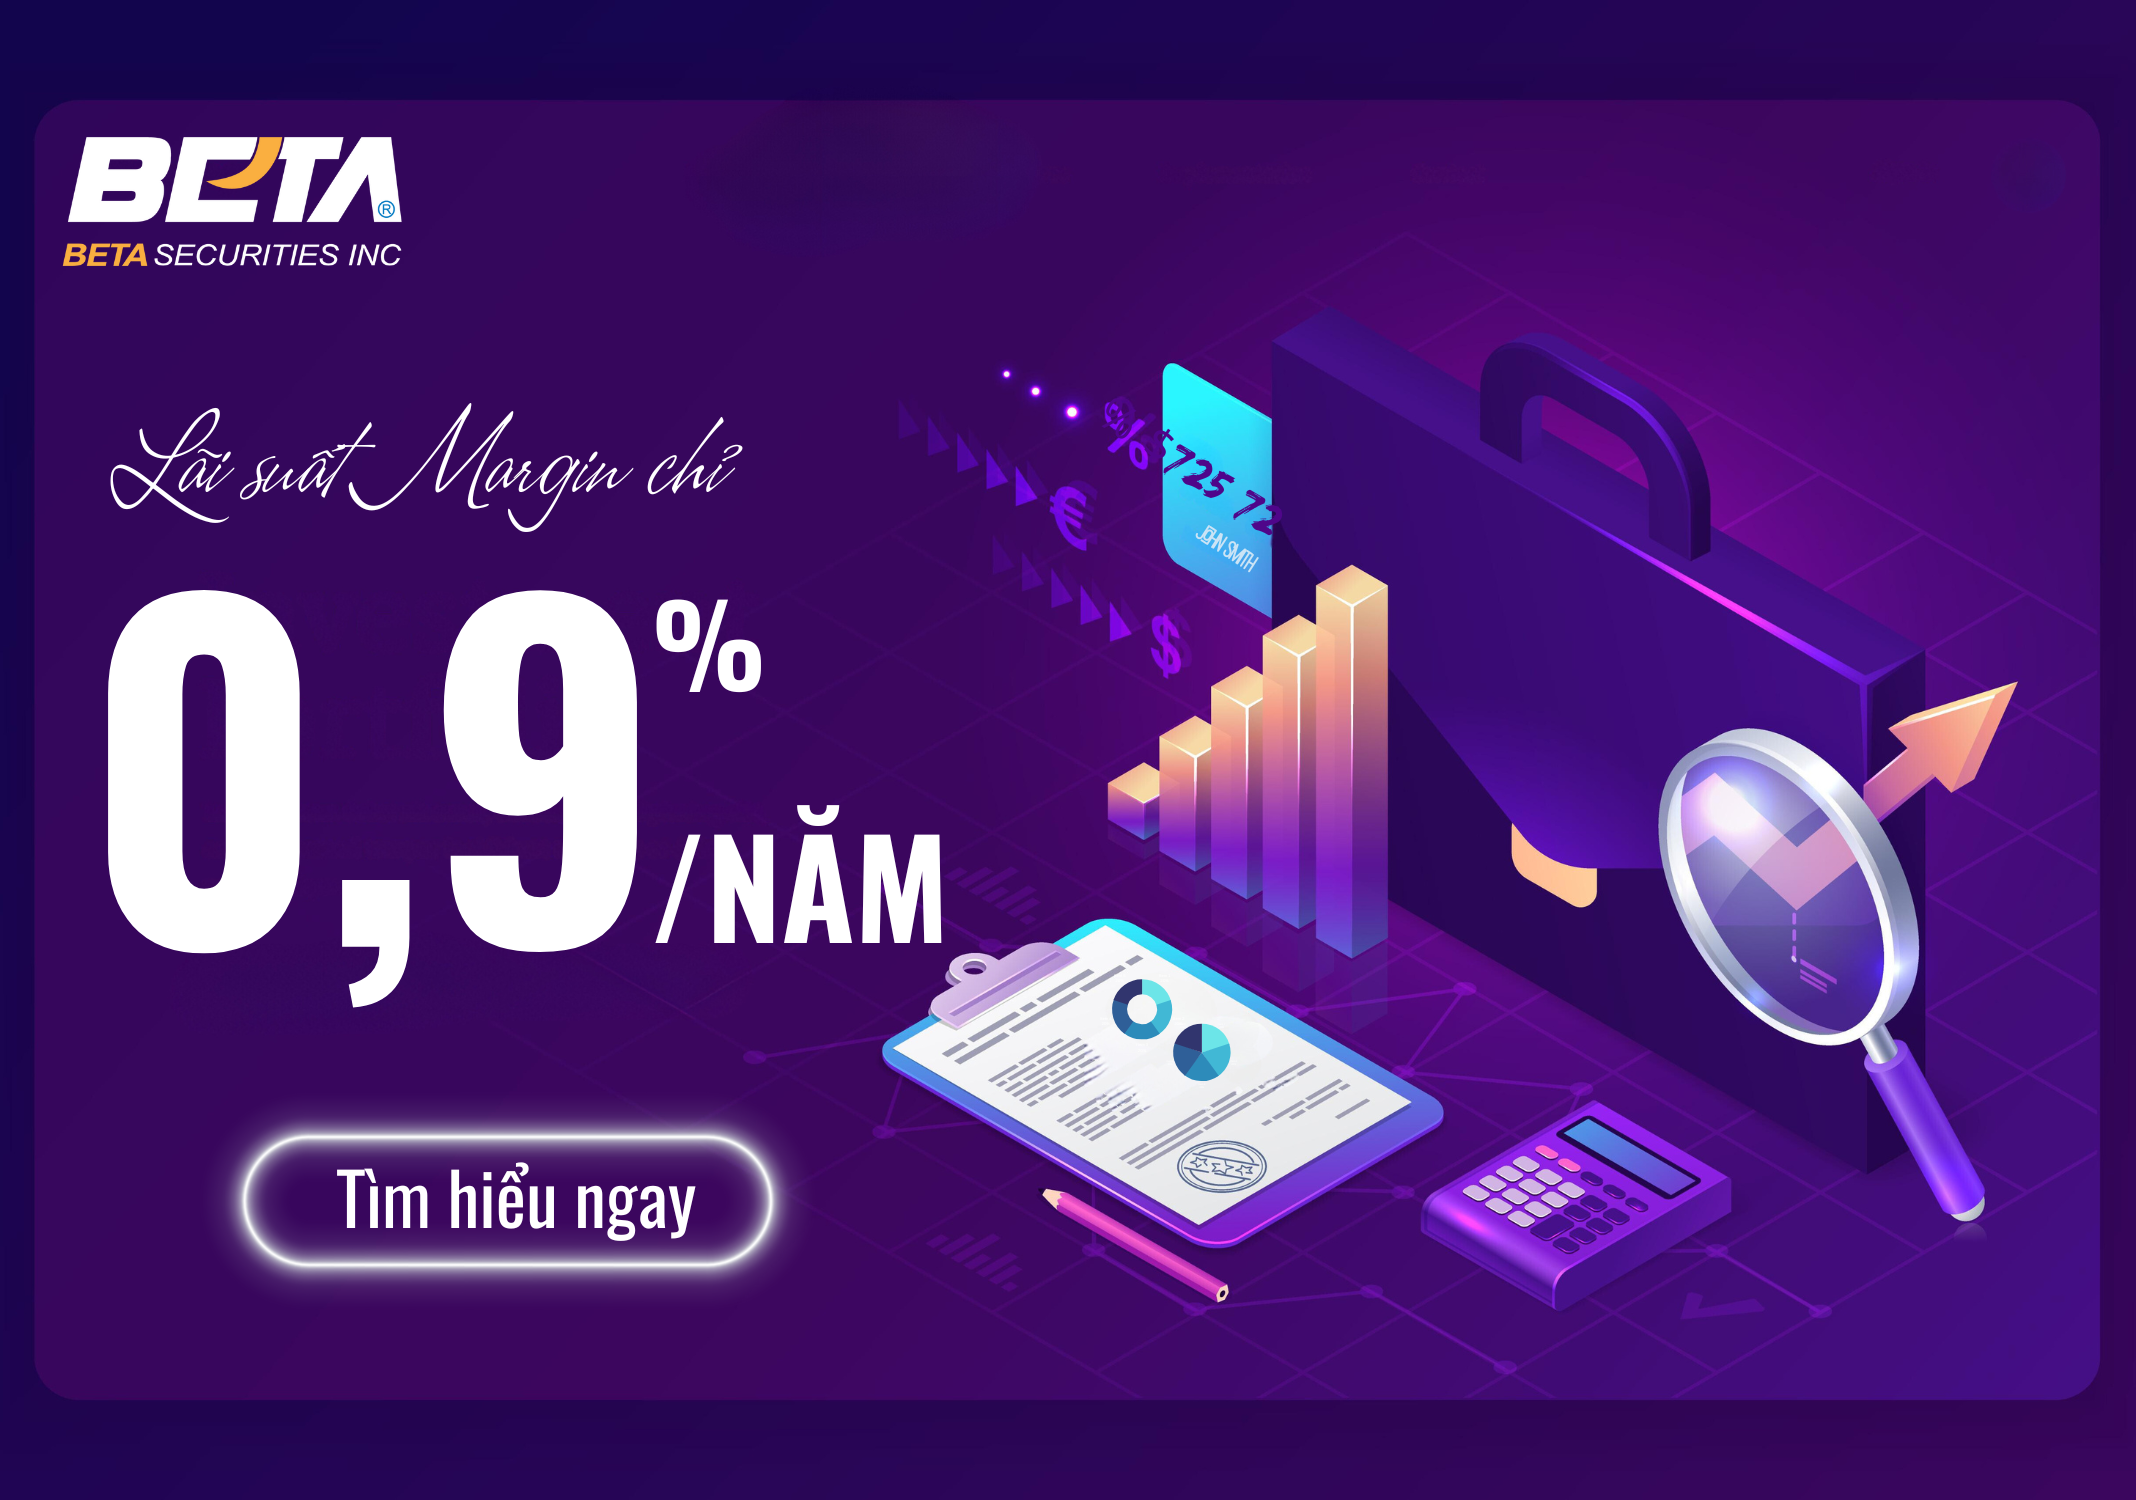 BETA®
BETA SECURITIES INC
Lãi suất Margin chỉ
0,9%
/NĂM
Tìm hiểu ngay
% $
725 72
JOHN SMITH
€
$